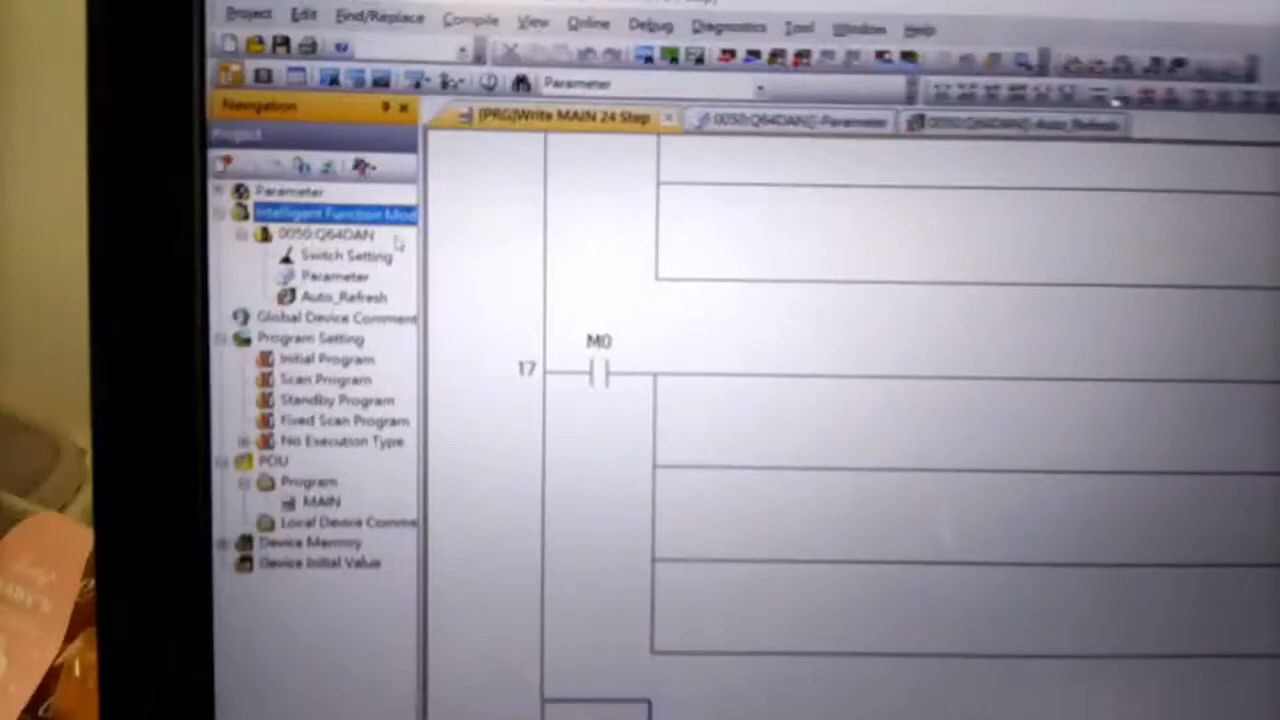 Project Edit Find/Replace Compile View Online Debug Diagnostics Tool Window Help
Parameter
Navigation
[PRG]Write MAIN 24 Step
0050:Q64DAN[]-Parameter
0050:Q64DAN[]-Auto_Refresh
Project
Parameter
Intelligent Function Mod
0050:Q64DAN
Switch Setting
Parameter
Auto_Refresh
Global Device Comment
Program Setting
Initial Program
Scan Program
Standby Program
Fixed Scan Program
No Execution Type
POU
Program
MAIN
Local Device Comme
Device Memory
Device Initial Value
M0
17